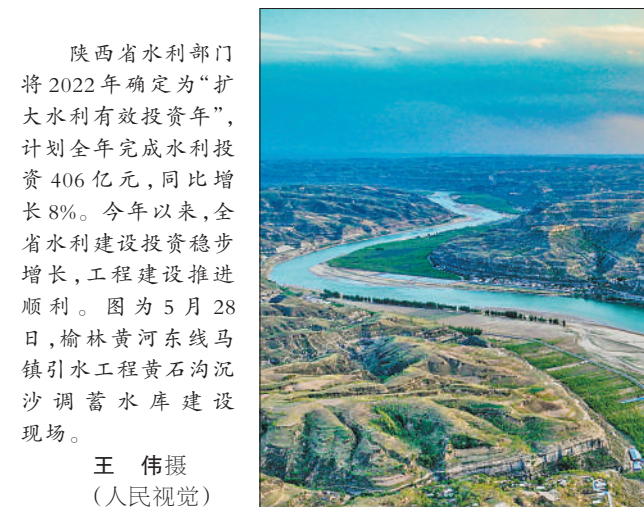 陕西省水利部门
将2022年确定为“扩
大水利有效投资年”,
计划全年完成水利投
资406亿元,同比增
长8%。今年以来,全
省水利建设投资稳步
增长,工程建设推进
顺利。图为5月28
日,榆林黄河东线马
镇引水工程黄石沟沉
沙调蓄水库建设
现场。
王 伟摄
(人民视觉)